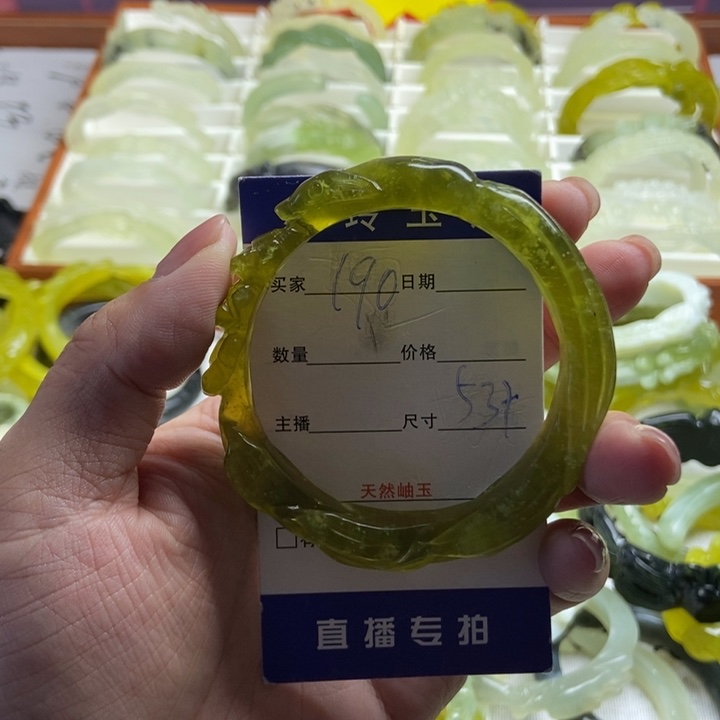 玉
买家 190 日期
数量 价格
主播 尺寸 53
天然岫玉
直播专拍